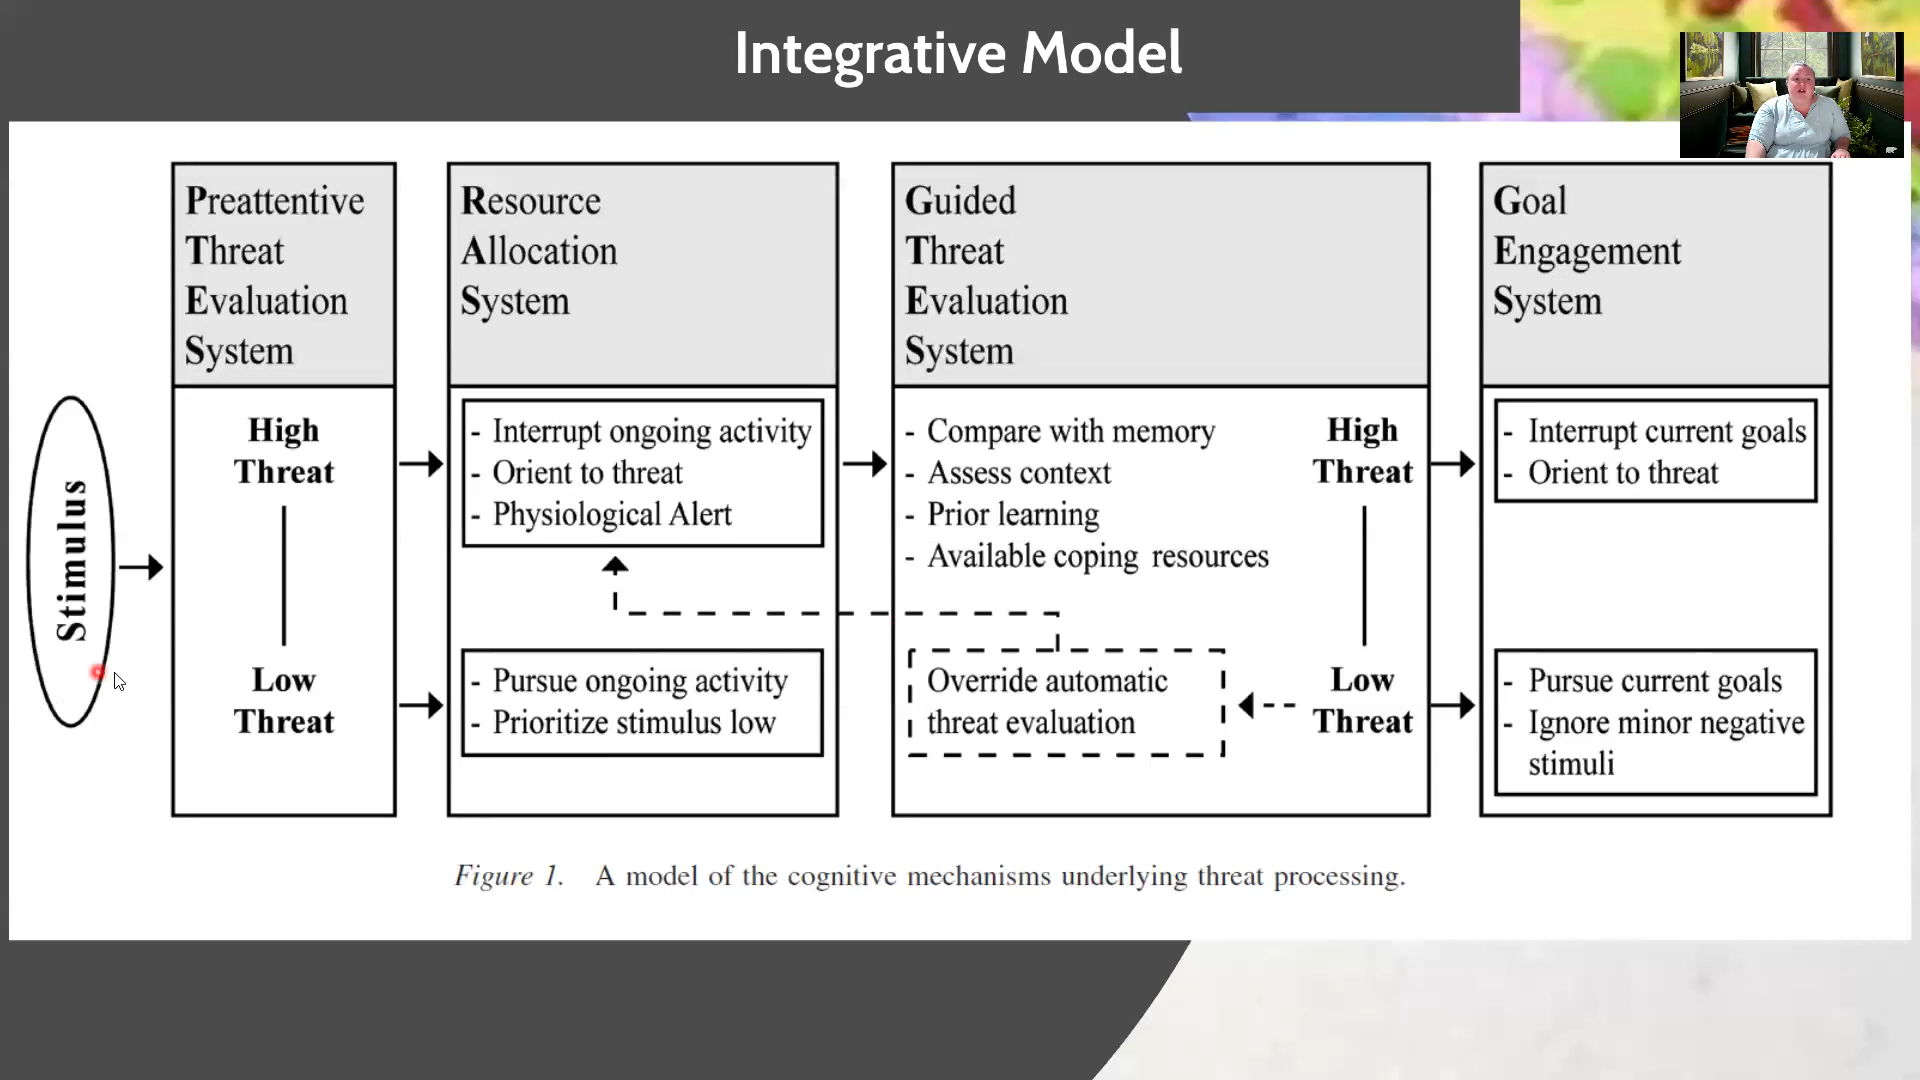 Integrative Model
Preattentive
Threat
Evaluation
System
Resource
Allocation
System
Guided
Threat
Evaluation
System
Goal
Engagement
System
Stimulus
High
Threat
Low
Threat
- Interrupt ongoing activity
- Orient to threat
- Physiological Alert
- Pursue ongoing activity
- Prioritize stimulus low
- Compare with memory
- Assess context
- Prior learning
- Available coping resources
High
Threat
Override automatic
threat evaluation
Low
Threat
- Interrupt current goals
- Orient to threat
- Pursue current goals
- Ignore minor negative
stimuli
Figure 1. A model of the cognitive mechanisms underlying threat processing.